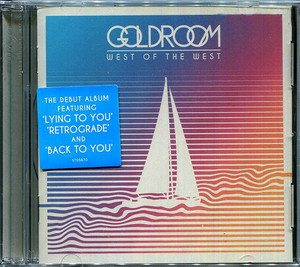 GOLDROOM
WEST OF THE WEST
THE DEBUT ALBUM
FEATURING
'LYING TO YOU'
'RETROGRADE'
AND
'BACK TO YOU'